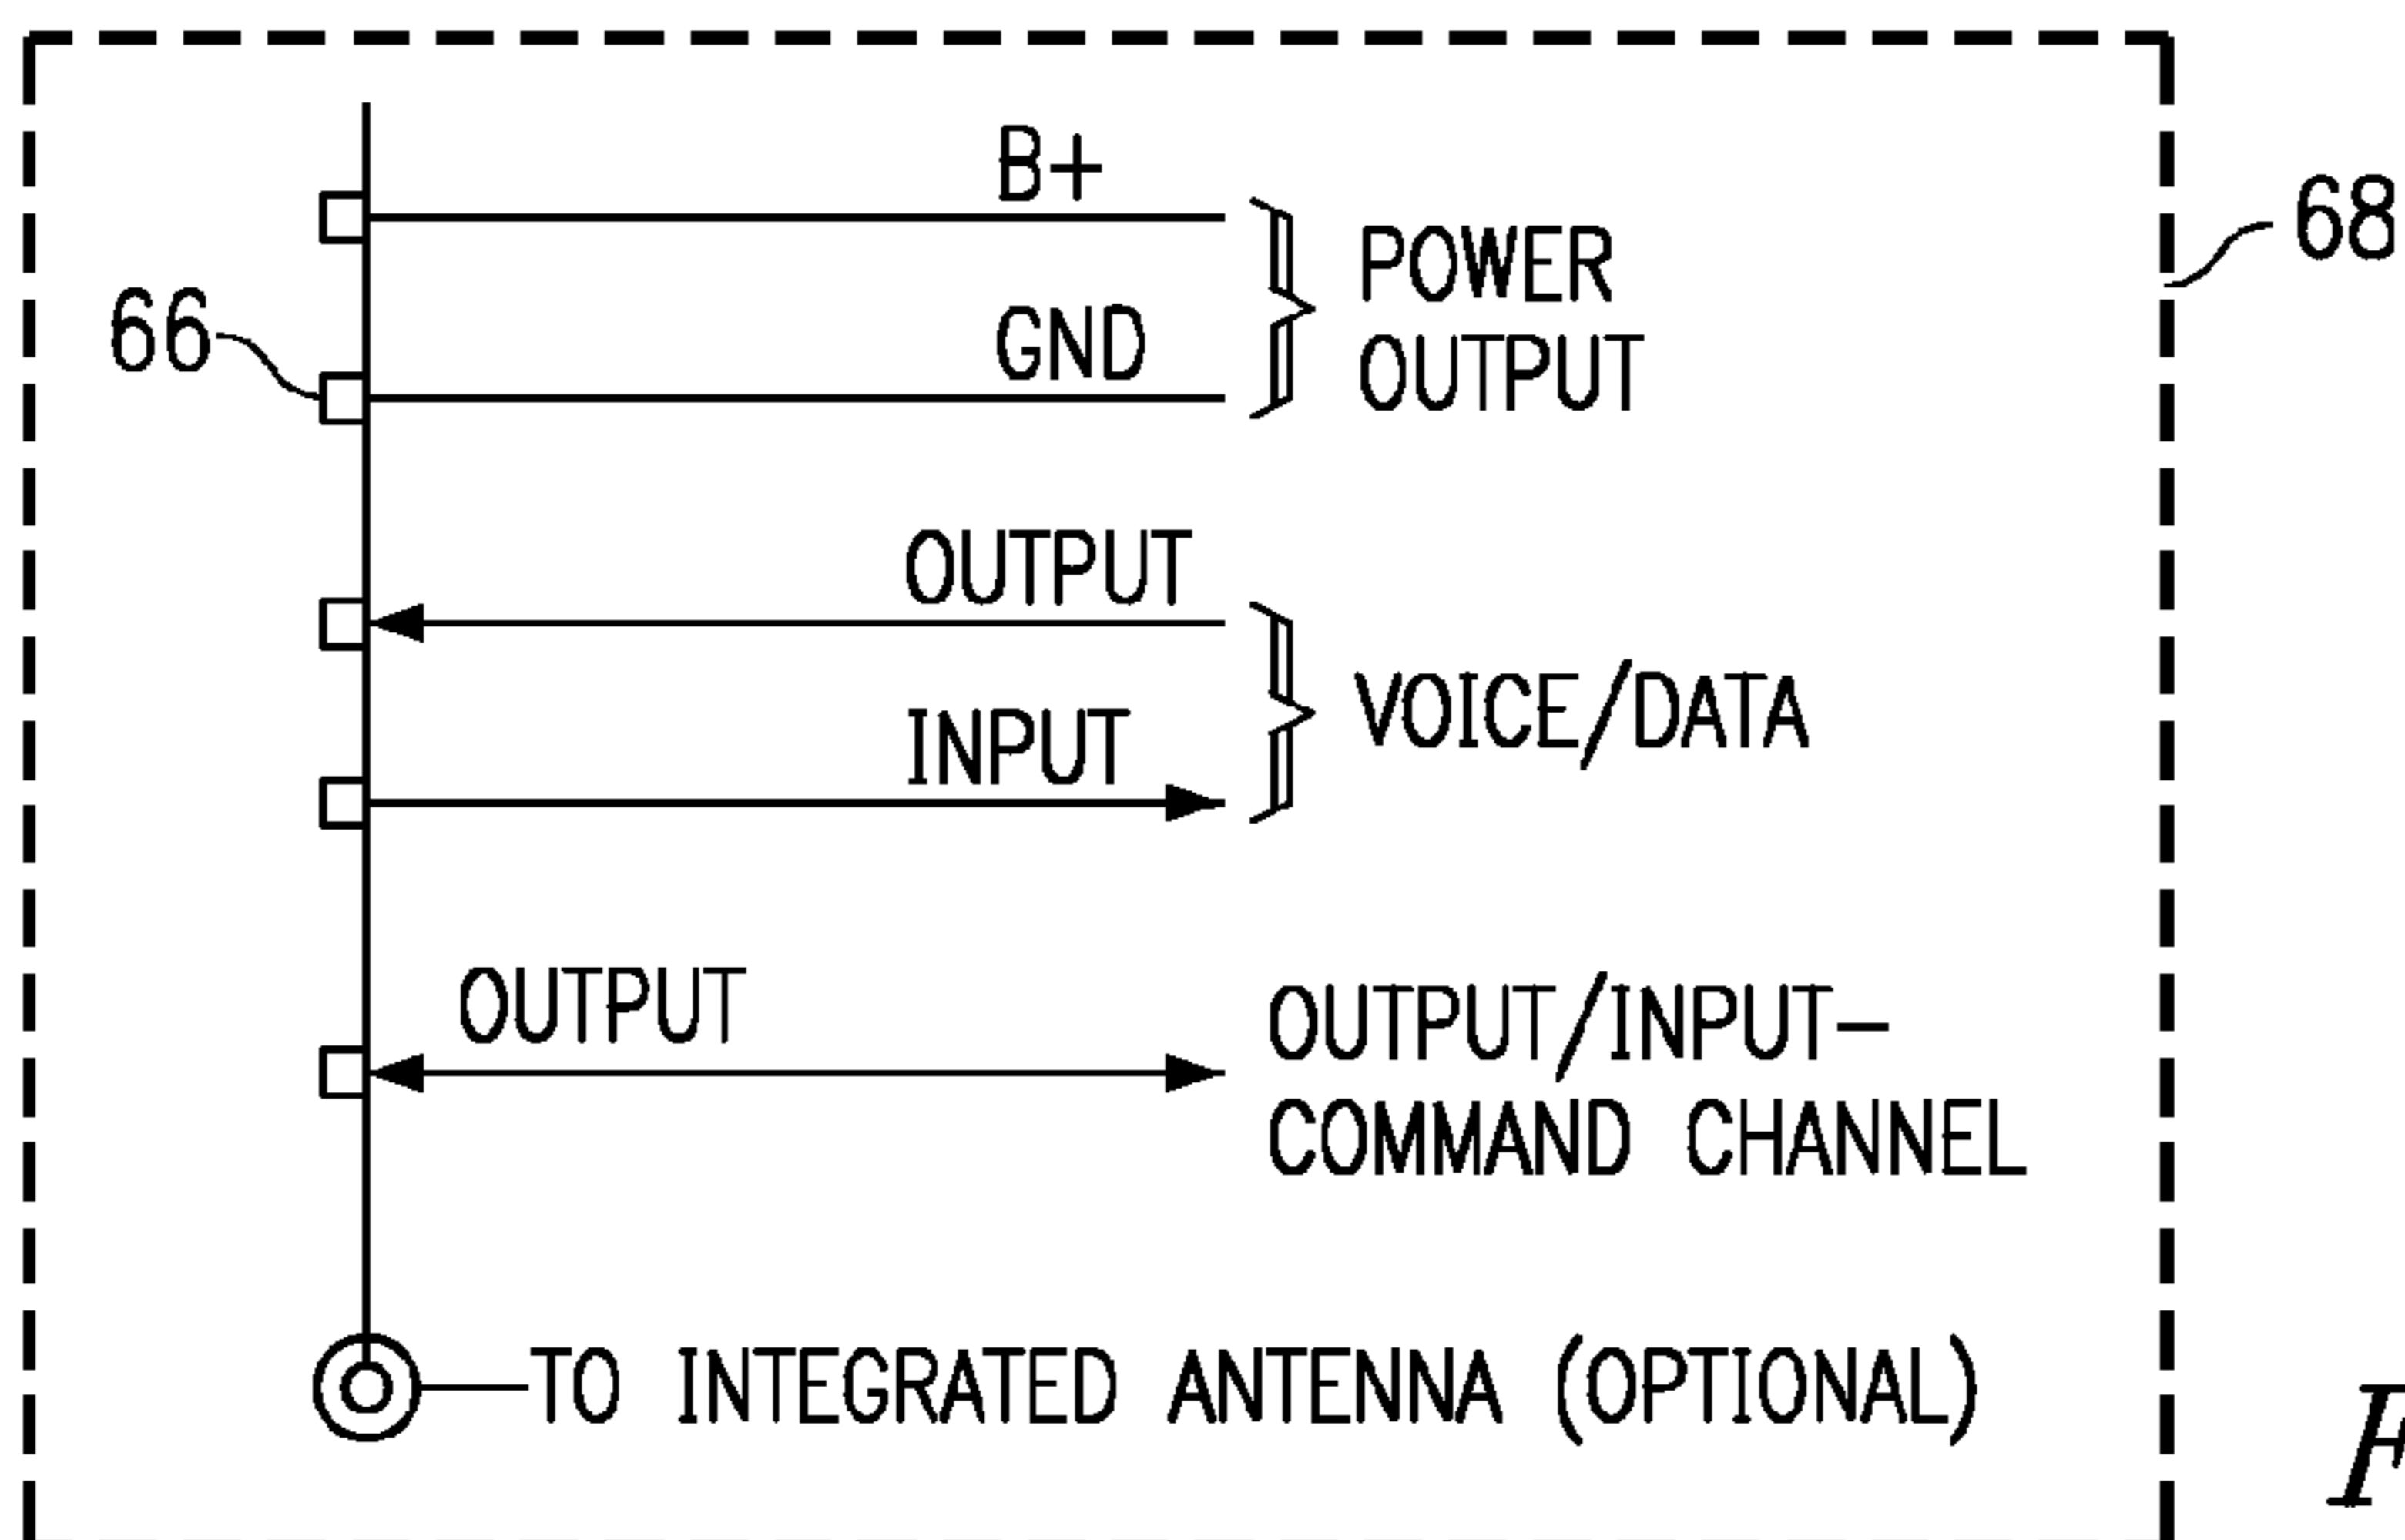 B+
68
POWER
66
GND
OUTPUT
OUTPUT
VOICE/DATA
INPUT
OUTPUT
OUTPUT/INPUT-
COMMAND CHANNEL
TO INTEGRATED ANTENNA (OPTIONAL)